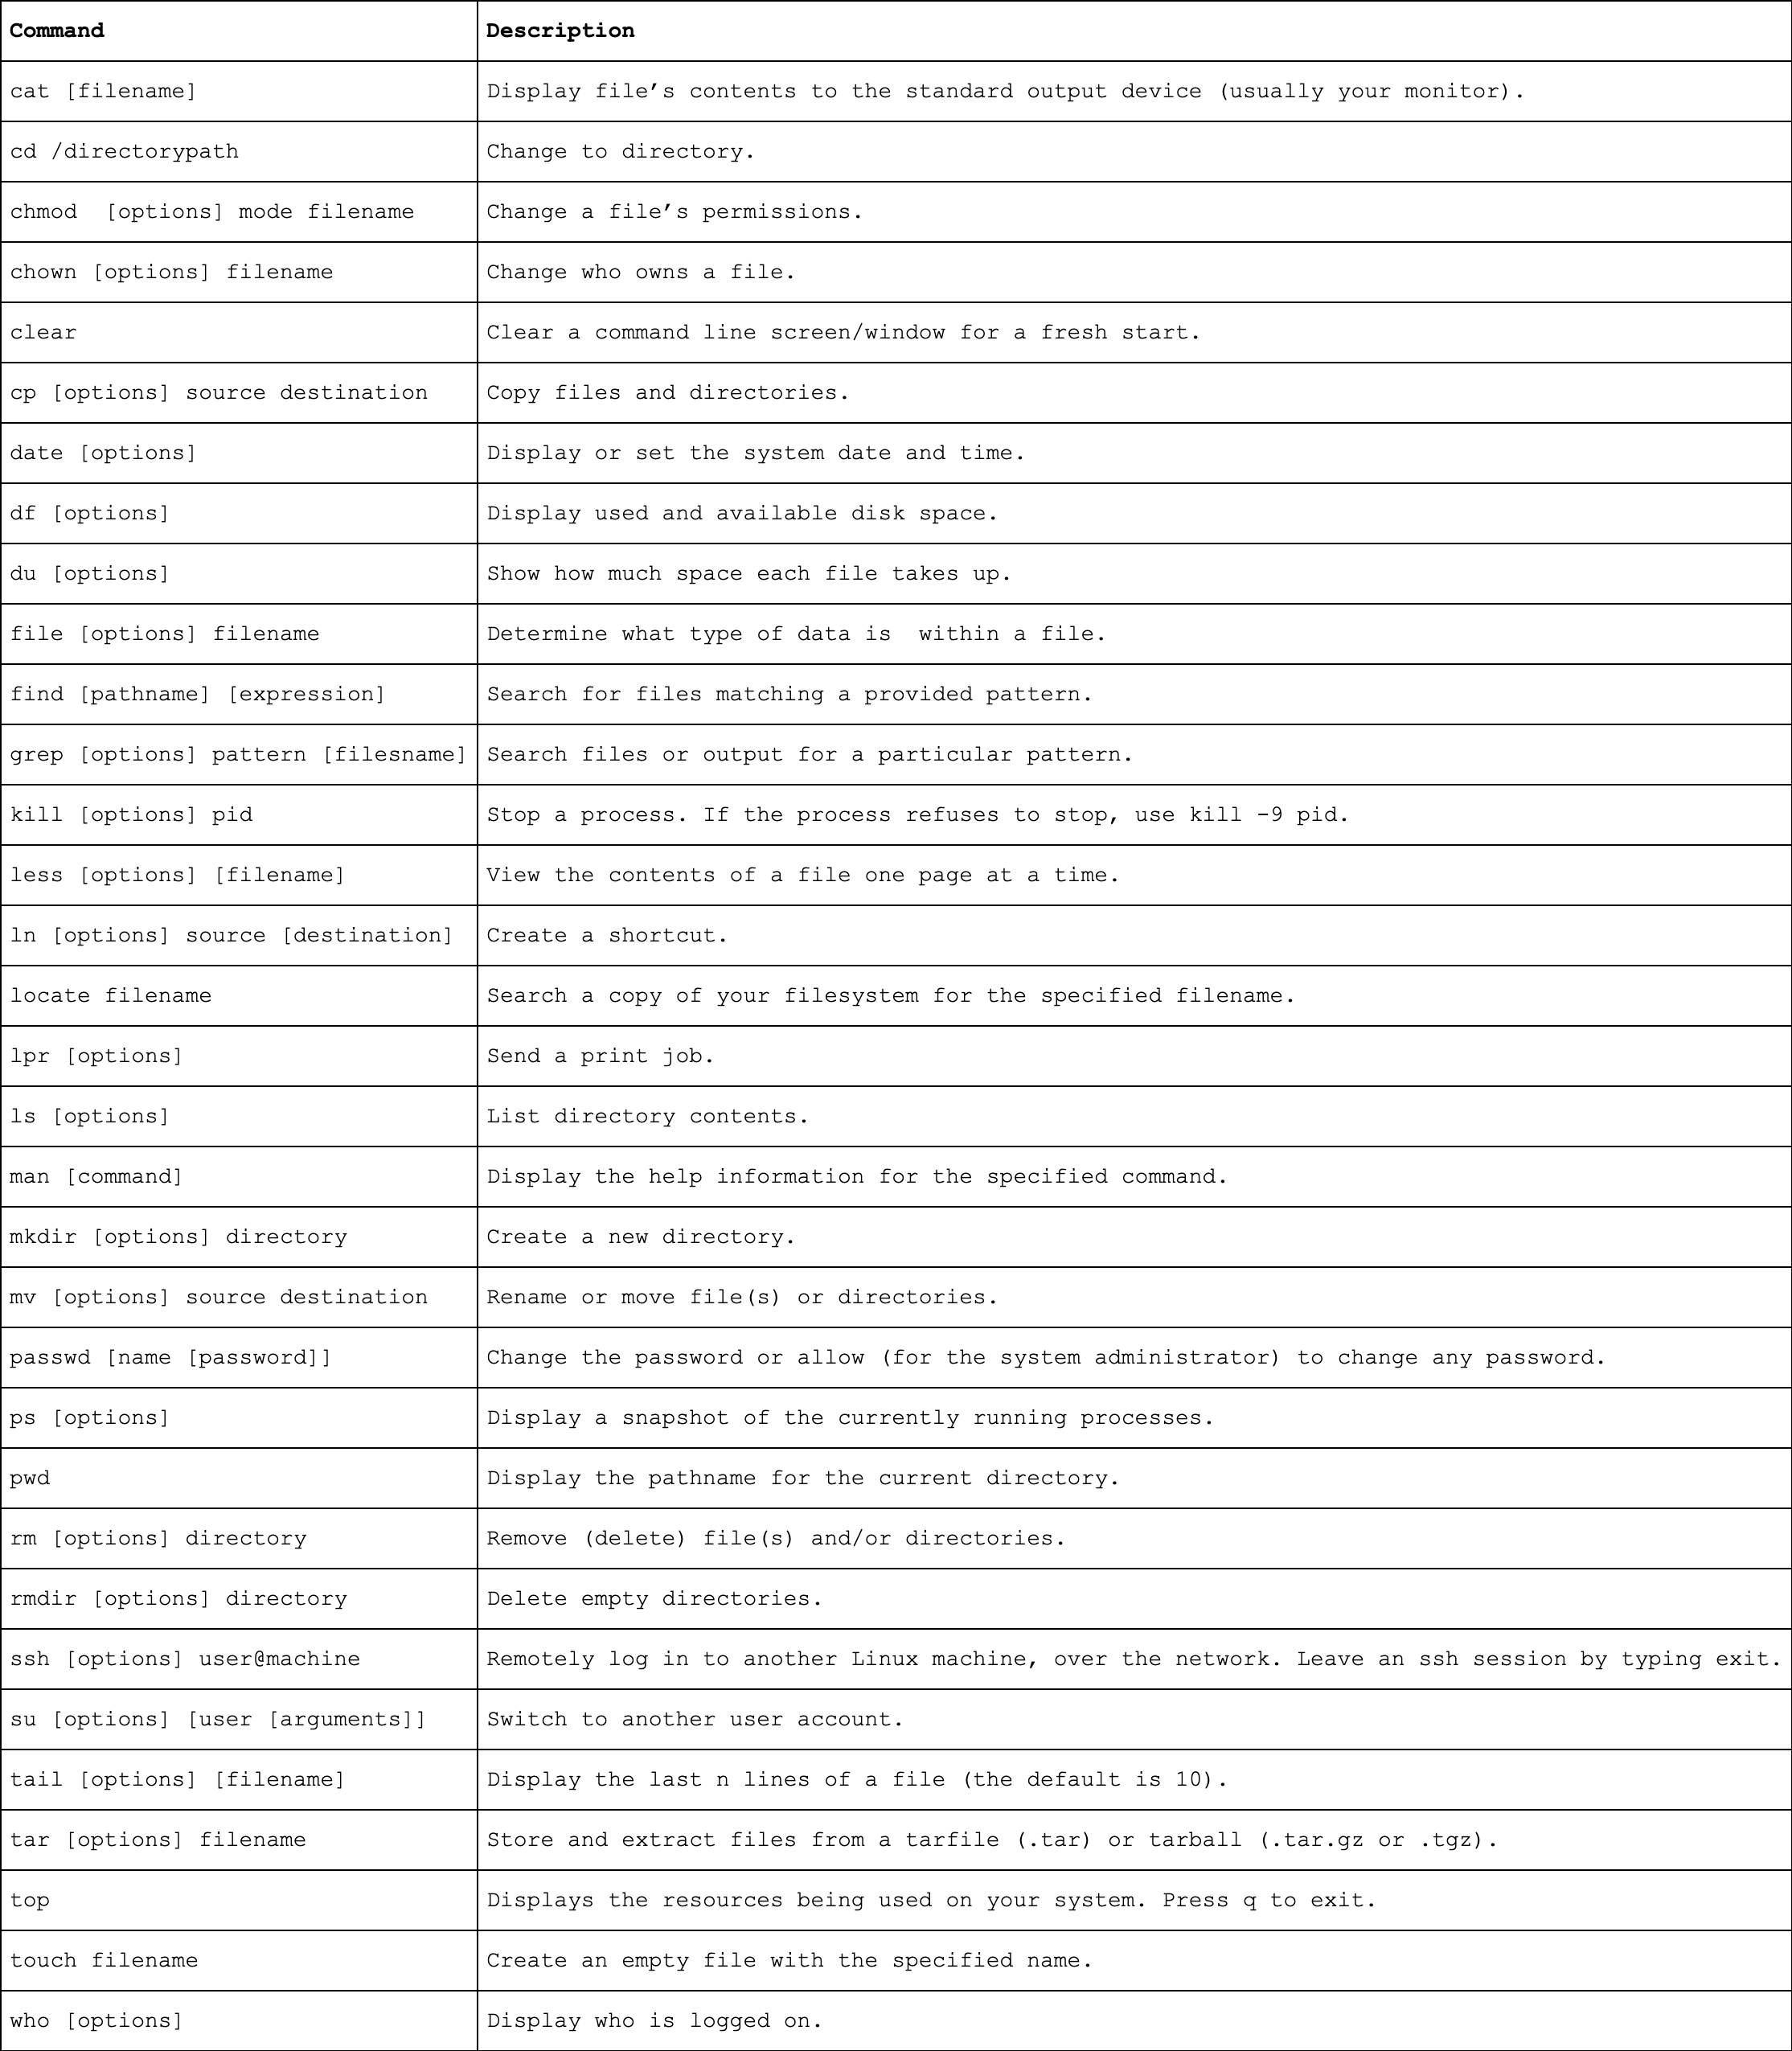 Command Description
cat [filename] Display file’s contents to the standard output device (usually your monitor).
cd /directorypath Change to directory.
chmod  [options] mode filename Change a file’s permissions.
chown [options] filename Change who owns a file.
clear Clear a command line screen/window for a fresh start.
cp [options] source destination Copy files and directories.
date [options] Display or set the system date and time.
df [options] Display used and available disk space.
du [options] Show how much space each file takes up.
file [options] filename Determine what type of data is  within a file.
find [pathname] [expression] Search for files matching a provided pattern.
grep [options] pattern [filesname] Search files or output for a particular pattern.
kill [options] pid Stop a process. If the process refuses to stop, use kill -9 pid.
less [options] [filename] View the contents of a file one page at a time.
ln [options] source [destination] Create a shortcut.
locate filename Search a copy of your filesystem for the specified filename.
lpr [options] Send a print job.
ls [options] List directory contents.
man [command] Display the help information for the specified command.
mkdir [options] directory Create a new directory.
mv [options] source destination Rename or move file(s) or directories.
passwd [name [password]] Change the password or allow (for the system administrator) to change any password.
ps [options] Display a snapshot of the currently running processes.
pwd Display the pathname for the current directory.
rm [options] directory Remove (delete) file(s) and/or directories.
rmdir [options] directory Delete empty directories.
ssh [options] user@machine Remotely log in to another Linux machine, over the network. Leave an ssh session by typing exit.
su [options] [user [arguments]] Switch to another user account.
tail [options] [filename] Display the last n lines of a file (the default is 10).
tar [options] filename Store and extract files from a tarfile (.tar) or tarball (.tar.gz or .tgz).
top Displays the resources being used on your system. Press q to exit.
touch filename Create an empty file with the specified name.
who [options] Display who is logged on.